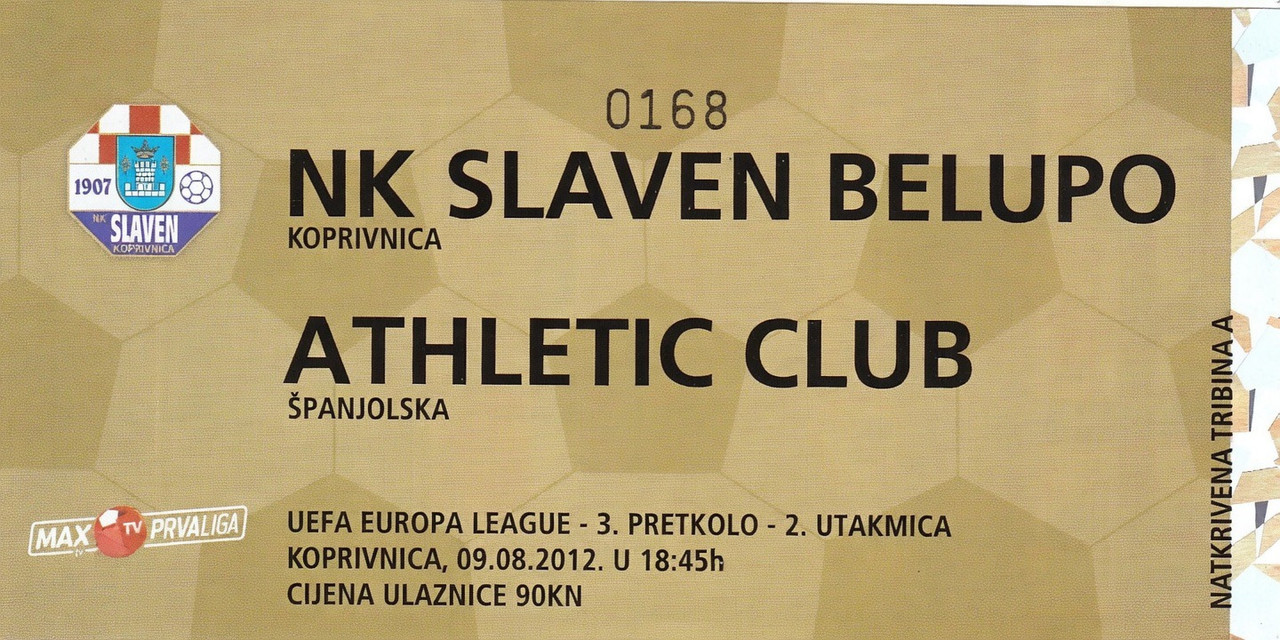 0168
NK SLAVEN BELUPO
KOPRIVNICA
1907
NK
SLAVEN
KOPRIVNICA
ATHLETIC CLUB
ŠPANJOLSKA
MAX TV PRVALIGA
tv
UEFA EUROPA LEAGUE - 3. PRETKOLO - 2. UTAKMICA
KOPRIVNICA, 09.08.2012. U 18:45h
CIJENA ULAZNICE 90KN
NATKRIVENA TRIBINA A